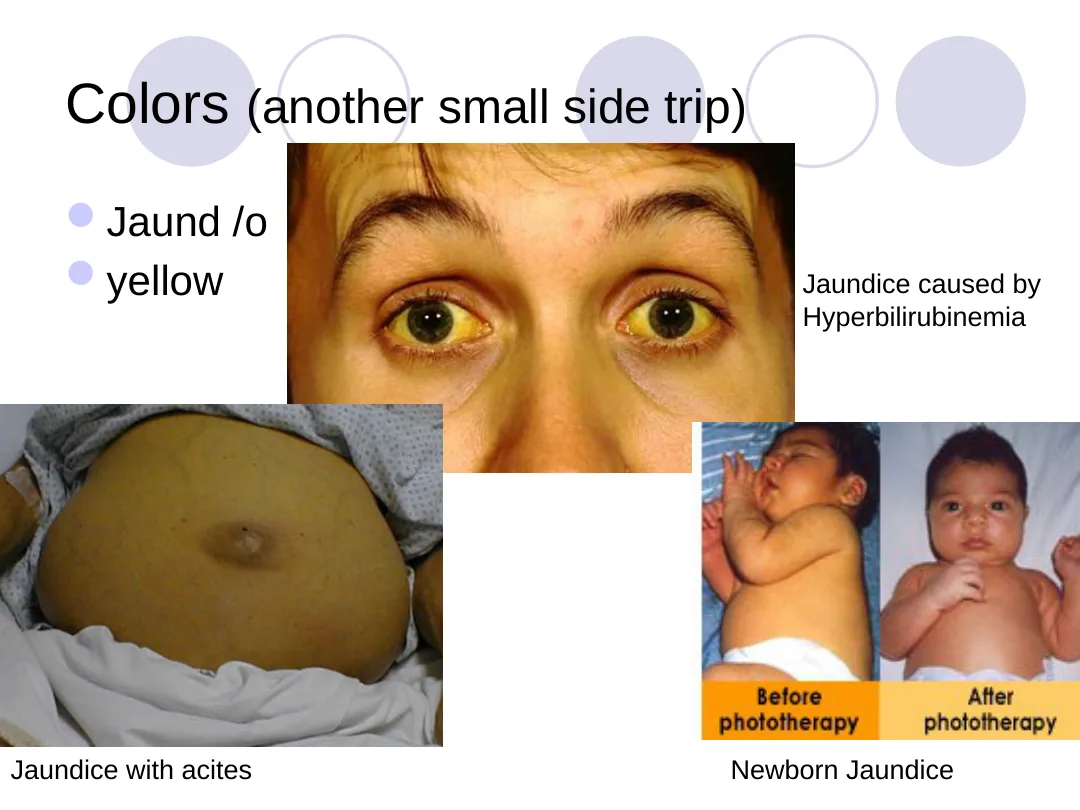 Colors (another small side trip)
Jaund /o
yellow
Jaundice caused by
Hyperbilirubinemia
Before
phototherapy
After
phototherapy
Jaundice with acites
Newborn Jaundice